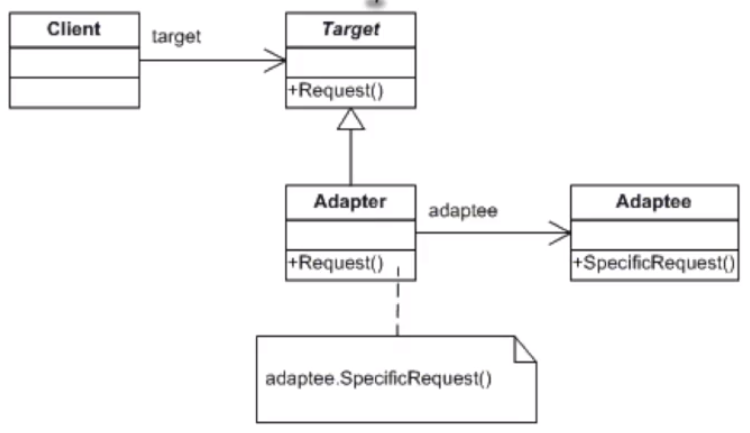 Client
target
Target
+Request()
Adapter
adaptee
Adaptee
+Request()
+SpecificRequest()
adaptee.SpecificRequest()